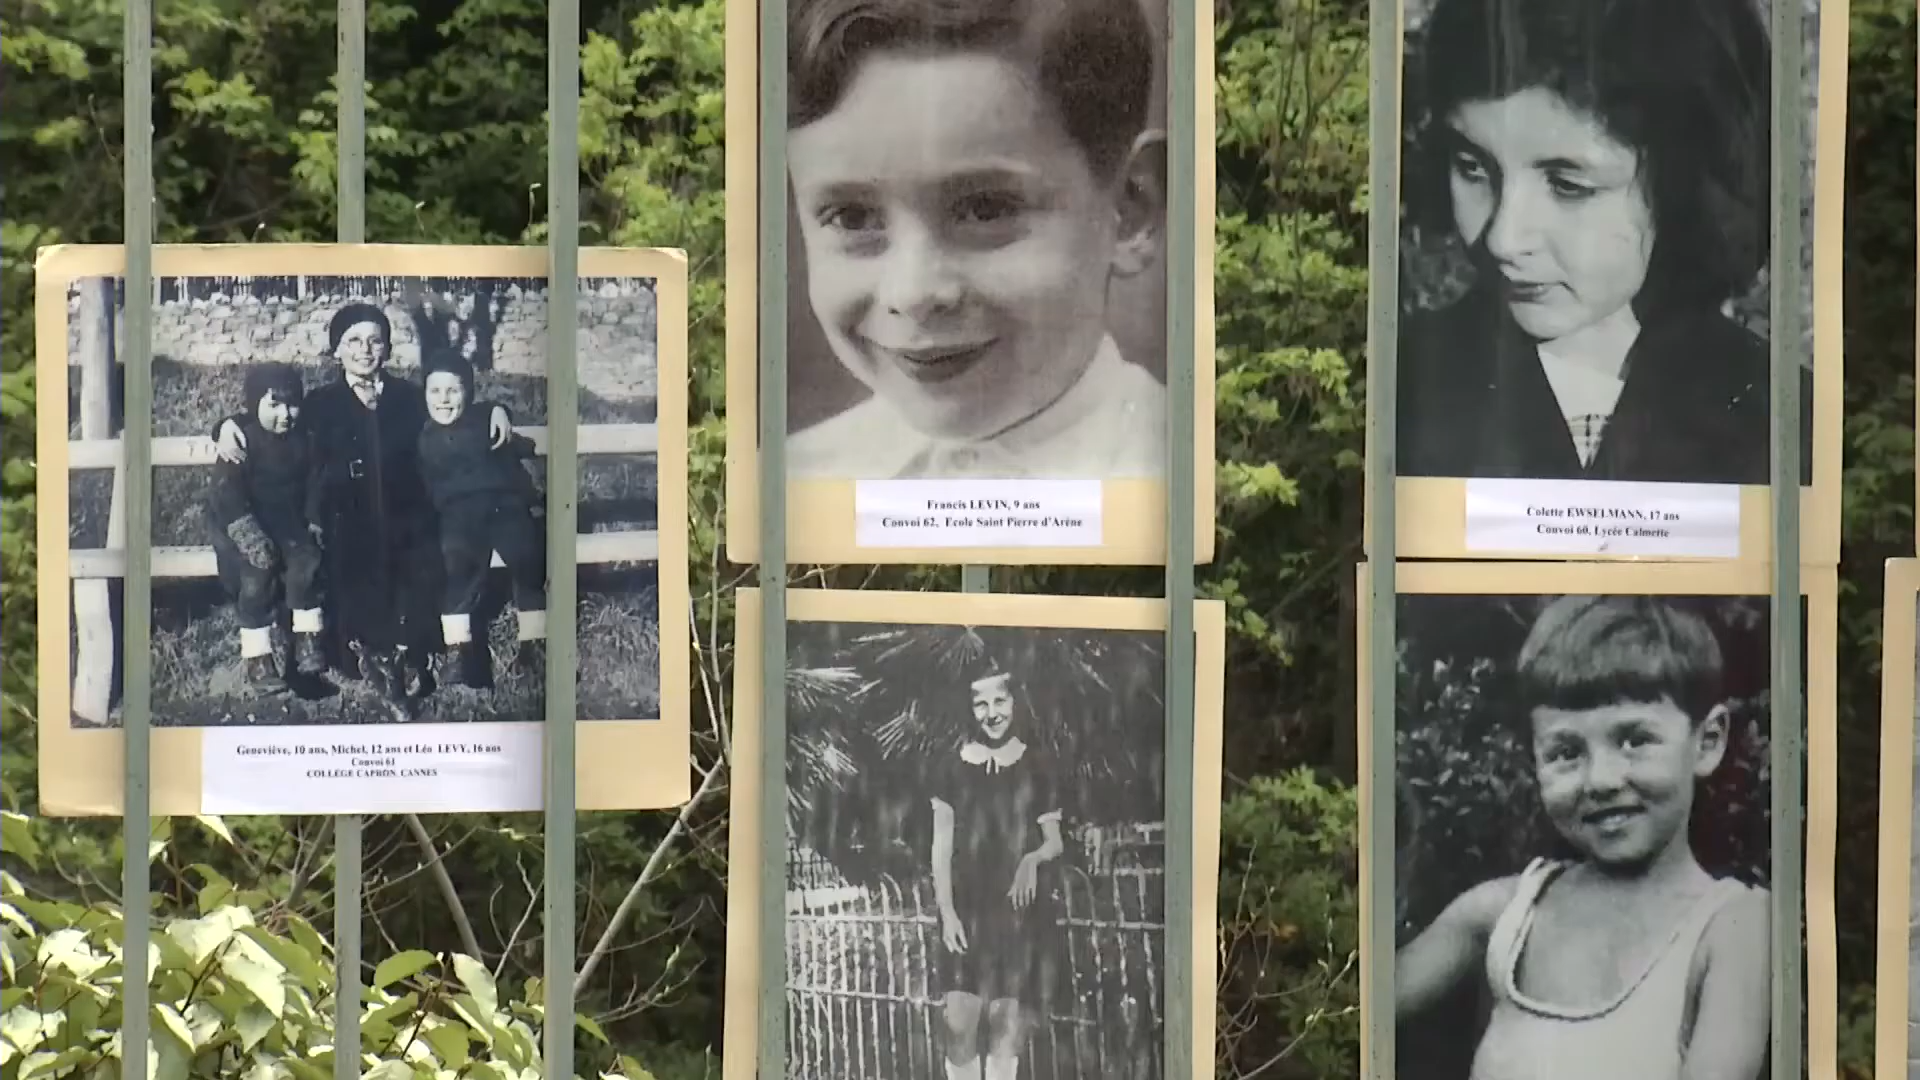 Geneviève, 10 ans, Michel, 12 ans et Léo LEVY, 16 ans
Convoi 61
COLLÈGE CAPRON, CANNES
Francis LEVIN, 9 ans
Convoi 62, Ecole Saint Pierre d'Arène
Colette EWSELMANN, 17 ans
Convoi 60, Lycée Calmette